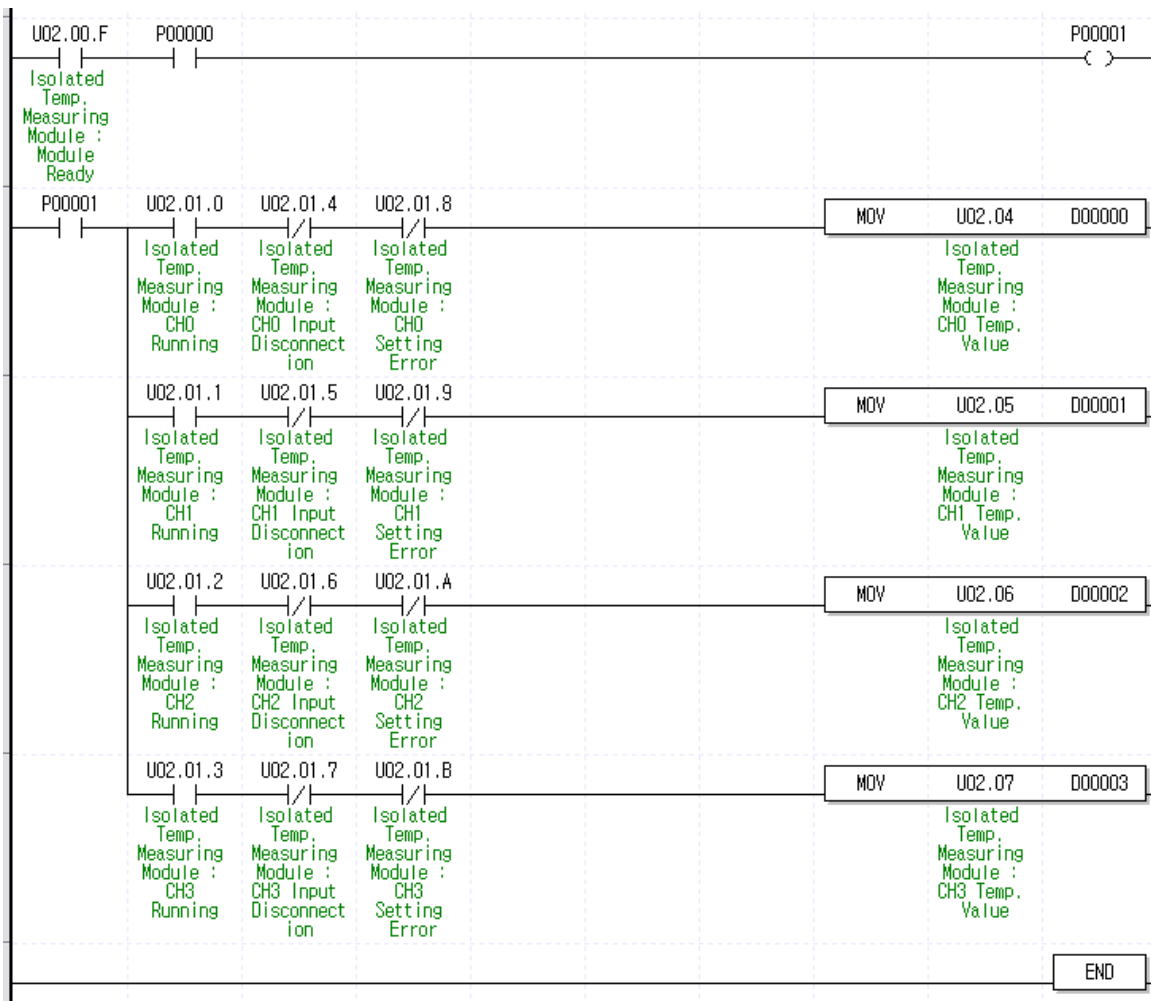 U02.00.F P00000 P00001
Isolated
Temp.
Measuring
Module :
Module
Ready
P00001 U02.01.0 U02.01.4 U02.01.8
MOV U02.04 D00000
Isolated Isolated Isolated Isolated
Temp. Temp. Temp. Temp.
Measuring Measuring Measuring Measuring
Module : Module : Module : Module :
CH0 CH0 Input CH0 CH0 Temp.
Running Disconnect Setting Value
ion Error
U02.01.1 U02.01.5 U02.01.9
MOV U02.05 D00001
Isolated Isolated Isolated Isolated
Temp. Temp. Temp. Temp.
Measuring Measuring Measuring Measuring
Module : Module : Module : Module :
CH1 CH1 Input CH1 CH1 Temp.
Running Disconnect Setting Value
ion Error
U02.01.2 U02.01.6 U02.01.A
MOV U02.06 D00002
Isolated Isolated Isolated Isolated
Temp. Temp. Temp. Temp.
Measuring Measuring Measuring Measuring
Module : Module : Module : Module :
CH2 CH2 Input CH2 CH2 Temp.
Running Disconnect Setting Value
ion Error
U02.01.3 U02.01.7 U02.01.B
MOV U02.07 D00003
Isolated Isolated Isolated Isolated
Temp. Temp. Temp. Temp.
Measuring Measuring Measuring Measuring
Module : Module : Module : Module :
CH3 CH3 Input CH3 CH3 Temp.
Running Disconnect Setting Value
ion Error
END